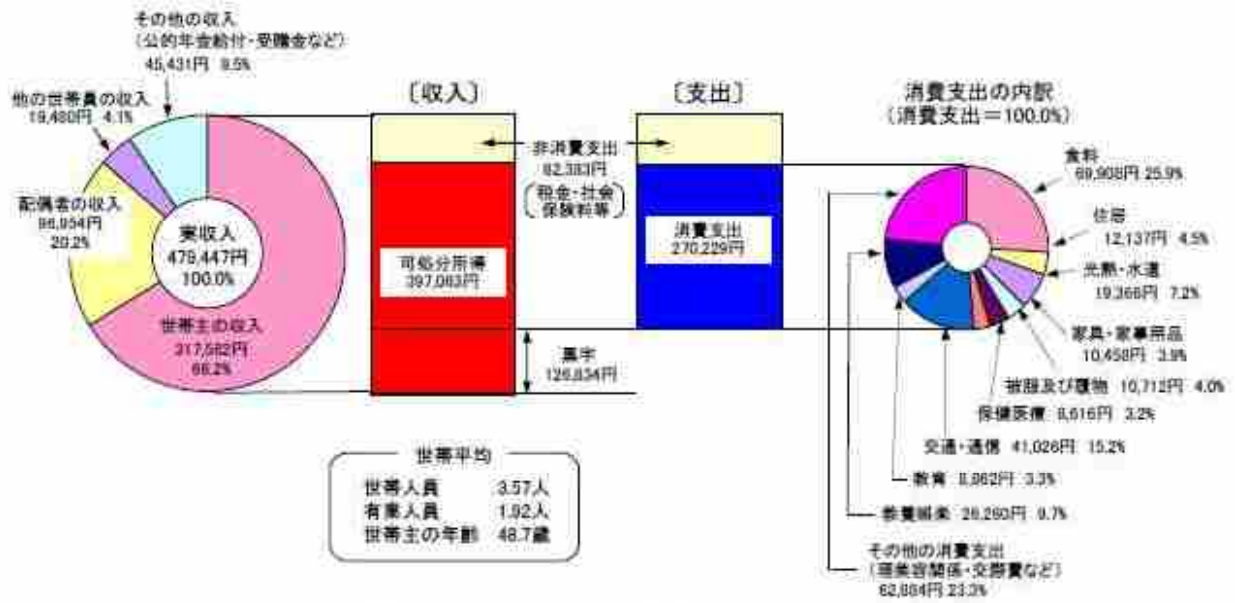 その他の収入
(公的年金給付・受贈金など)
45,431円 9.5%
他の世帯員の収入
19,480円 4.1%
配偶者の収入
96,954円
20.2%
実収入
479,447円
100.0%
世帯主の収入
317,582円
66.2%
〔収入〕
可処分所得
397,063円
非消費支出
82,383円
税金・社会
保険料等
黒字
126,834円
〔支出〕
消費支出
270,229円
消費支出の内訳
(消費支出=100.0%)
食料
69,908円 25.9%
住居
12,137円 4.5%
光熱・水道
19,366円 7.2%
家具・家事用品
10,458円 3.9%
被服及び履物 10,712円 4.0%
保健医療 8,616円 3.2%
交通・通信 41,026円 15.2%
教育 8,962円 3.3%
教養娯楽 26,260円 9.7%
その他の消費支出
(理美容関係・交際費など)
62,884円 23.3%
世帯平均
世帯人員 3.57人
有業人員 1.92人
世帯主の年齢 48.7歳